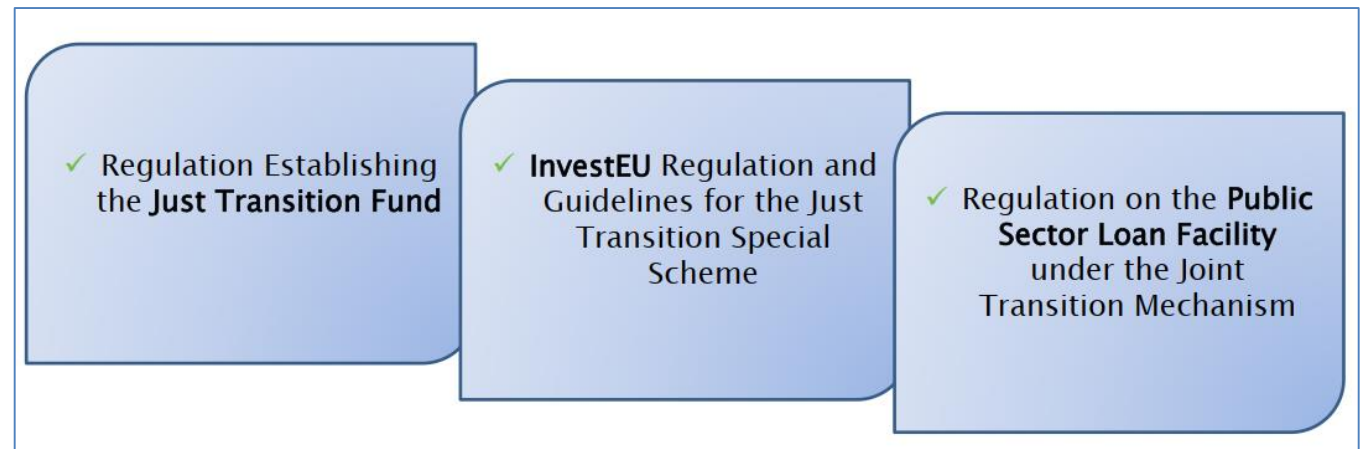 ✓ Regulation Establishing
the Just Transition Fund
✓ InvestEU Regulation and
Guidelines for the Just
Transition Special
Scheme
✓ Regulation on the Public
Sector Loan Facility
under the Joint
Transition Mechanism